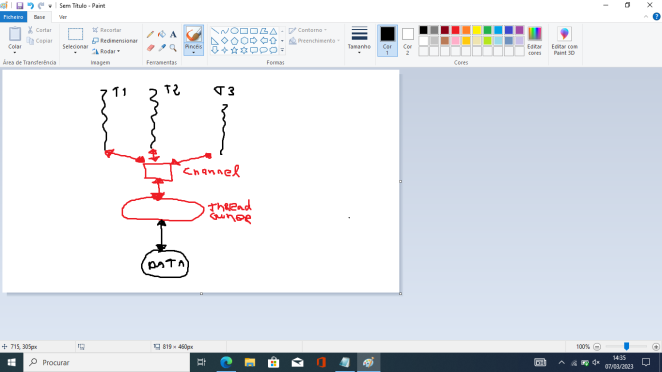 Sem Título - Paint
Ficheiro Base Ver
Colar
Cortar
Copiar
Área de Transferência
Selecionar
Recortar
Redimensionar
Rodar
Imagem
Ferramentas
Pincéis
Contorno
Preenchimento
Formas
Tamanho
Cor 1
Cor 2
Cores
Editar cores
Editar com Paint 3D
T1 T2 T3
channel
Thread
owner
DATA
715, 305px
819 × 460px
100%
Procurar
14:35
07/03/2023